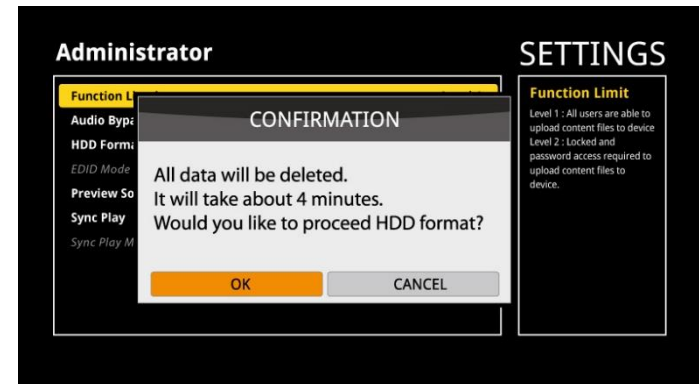 Administrator
SETTINGS
Function
Audio
HDD
EDID Mode
Preview
Sync Play
Sync Play
CONFIRMATION
All data will be deleted.
It will take about 4 minutes.
Would you like to proceed HDD format?
OK
CANCEL
Function Limit
Level 1 : All users are able to
upload content files to device
Level 2 : Locked and
password access required to
upload content files to
device.